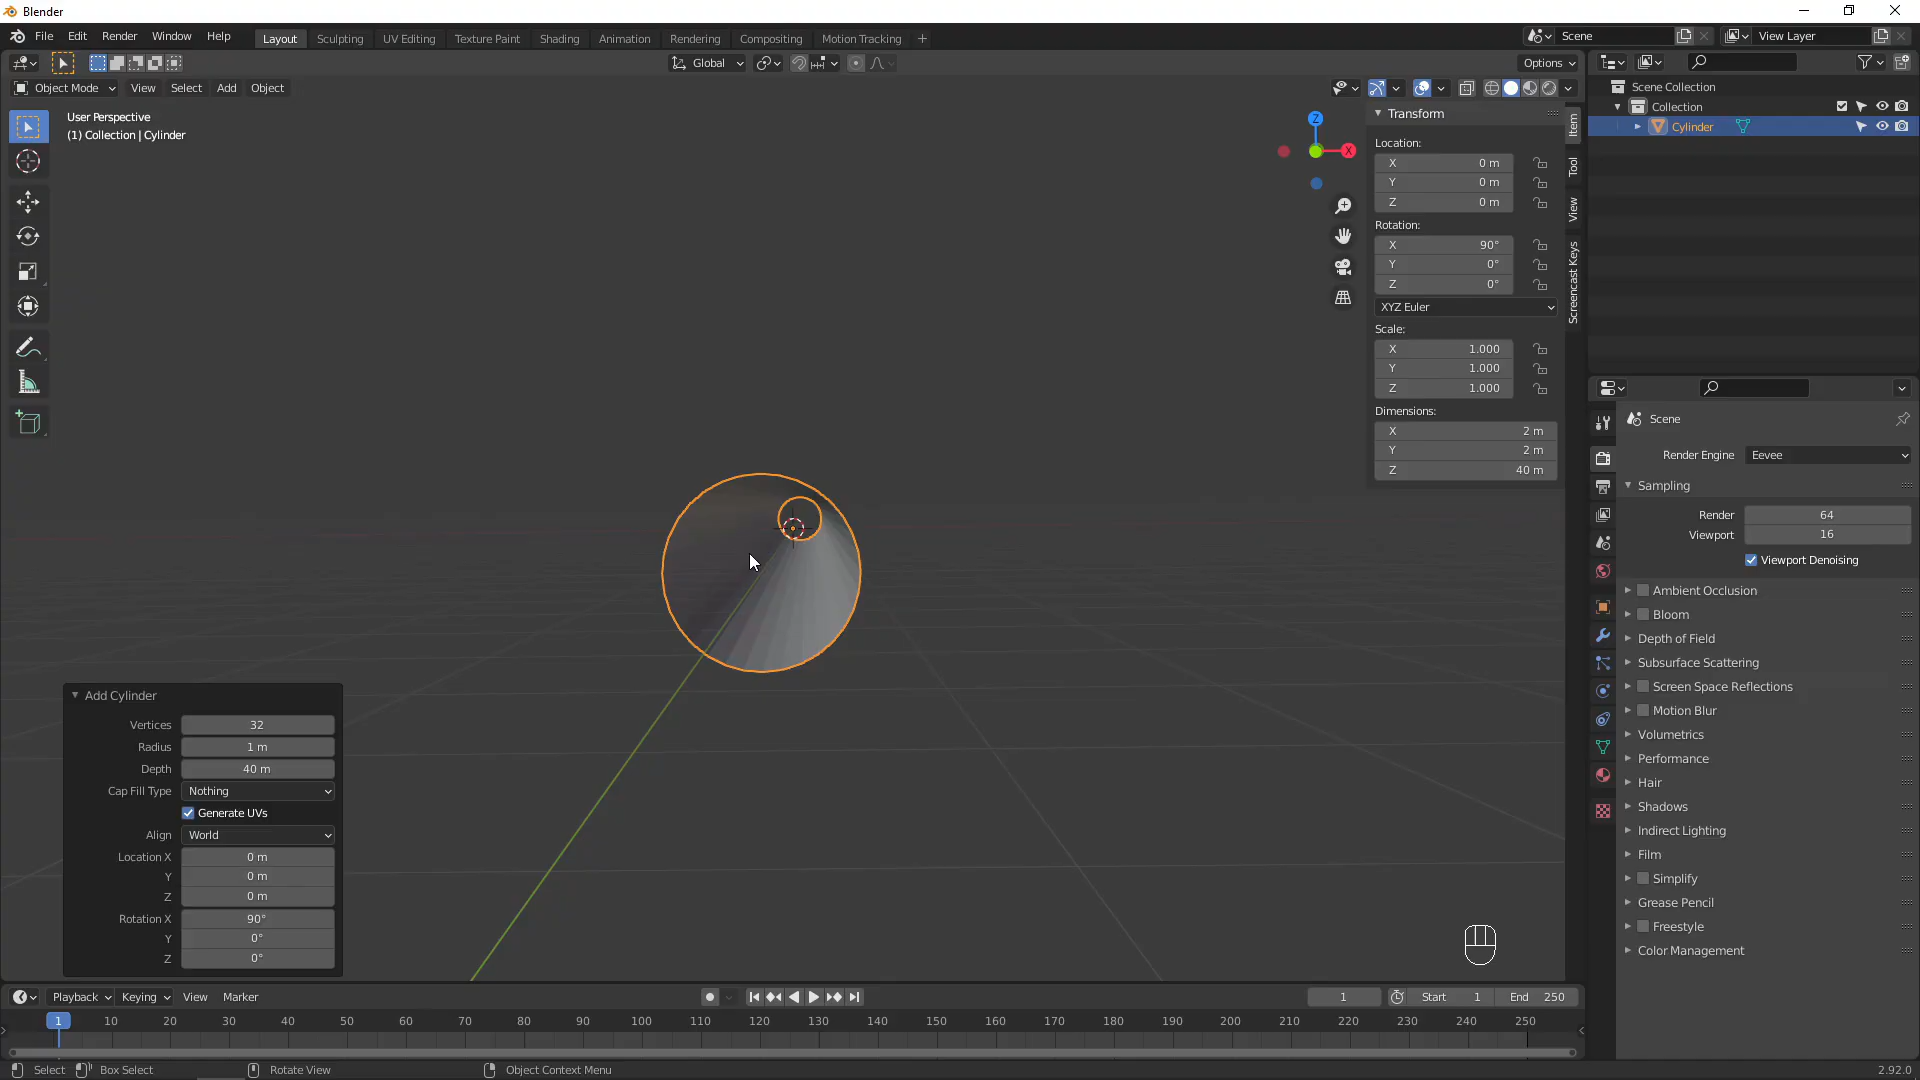 Blender
File Edit Render Window Help
Layout Sculpting UV Editing Texture Paint Shading Animation Rendering Compositing Motion Tracking +
Scene
View Layer
Global
Options
Object Mode View Select Add Object
User Perspective
(1) Collection | Cylinder
Z
X
Transform
Location:
X 0 m
Y 0 m
Z 0 m
Rotation:
X 90°
Y 0°
Z 0°
XYZ Euler
Scale:
X 1.000
Y 1.000
Z 1.000
Dimensions:
X 2 m
Y 2 m
Z 40 m
Item
Tool
View
Screencast Keys
Scene Collection
Collection
Cylinder
Scene
Render Engine Eevee
Sampling
Render 64
Viewport 16
Viewport Denoising
Ambient Occlusion
Bloom
Depth of Field
Subsurface Scattering
Screen Space Reflections
Motion Blur
Volumetrics
Performance
Hair
Shadows
Indirect Lighting
Film
Simplify
Grease Pencil
Freestyle
Color Management
Add Cylinder
Vertices 32
Radius 1 m
Depth 40 m
Cap Fill Type Nothing
Generate UVs
Align World
Location X 0 m
Y 0 m
Z 0 m
Rotation X 90°
Y 0°
Z 0°
Playback Keying View Marker
1 Start 1 End 250
1 10 20 30 40 50 60 70 80 90 100 110 120 130 140 150 160 170 180 190 200 210 220 230 240 250
Select Box Select Rotate View Object Context Menu 2.92.0